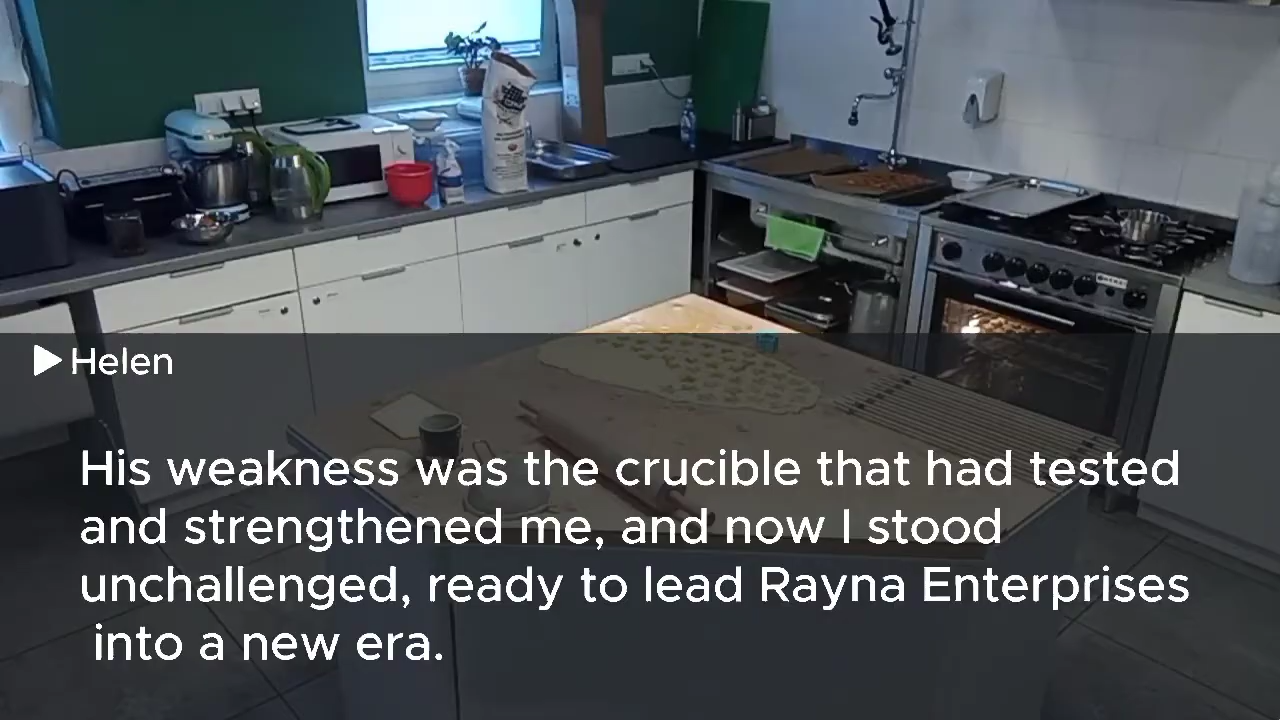 Helen
His weakness was the crucible that had tested
and strengthened me, and now I stood
unchallenged, ready to lead Rayna Enterprises
into a new era.